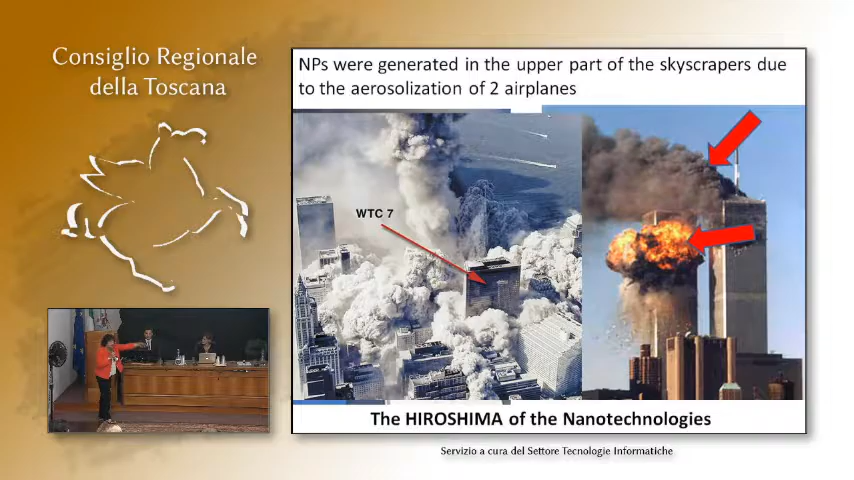 Consiglio Regionale
della Toscana
NPs were generated in the upper part of the skyscrapers due
to the aerosolization of 2 airplanes
WTC 7
The HIROSHIMA of the Nanotechnologies
Servizio a cura del Settore Tecnologie Informatiche